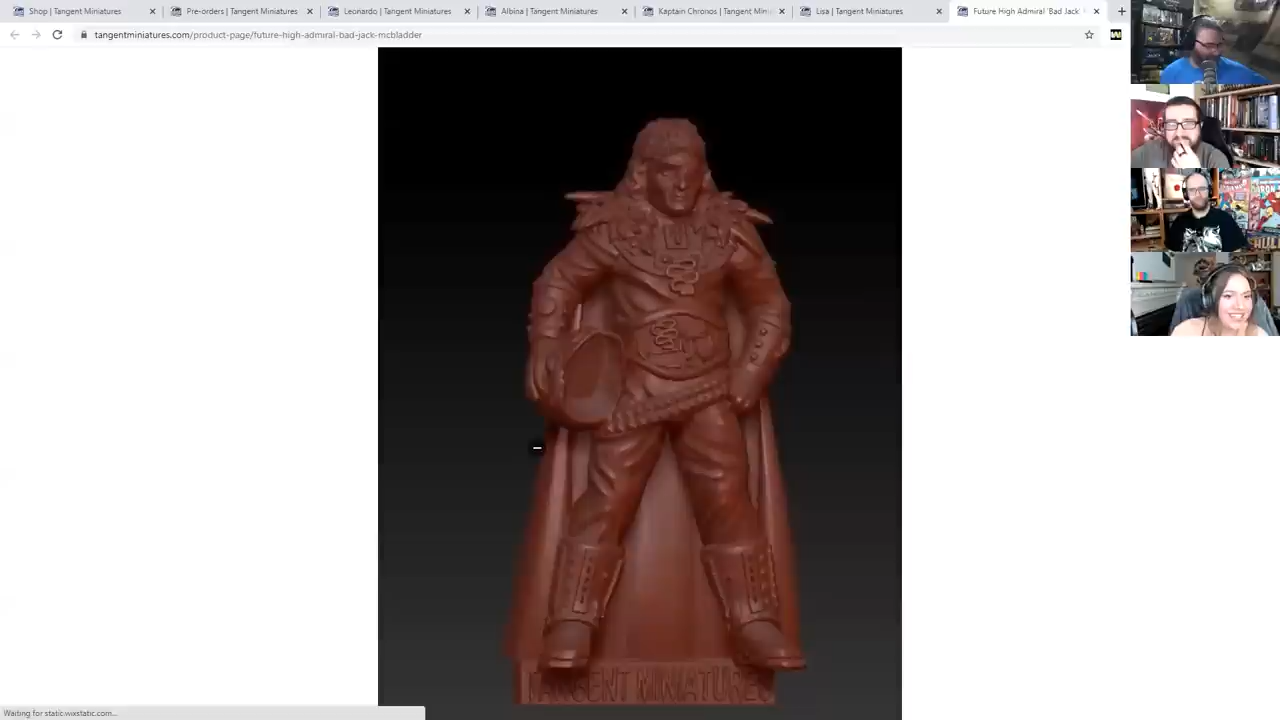 Shop | Tangent Miniatures
Pre-orders | Tangent Miniatures
Leonardo | Tangent Miniatures
Albina | Tangent Miniatures
Kaptain Chronos | Tangent Mini
Lisa | Tangent Miniatures
Future High Admiral 'Bad Jack'
tangentminiatures.com/product-page/future-high-admiral-bad-jack-mcbladder
TANGENT MINIATURES
Waiting for static.wixstatic.com...